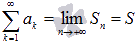 ∑_{k=1}^{∞} a_k = lim_{n→+∞} S_n = S